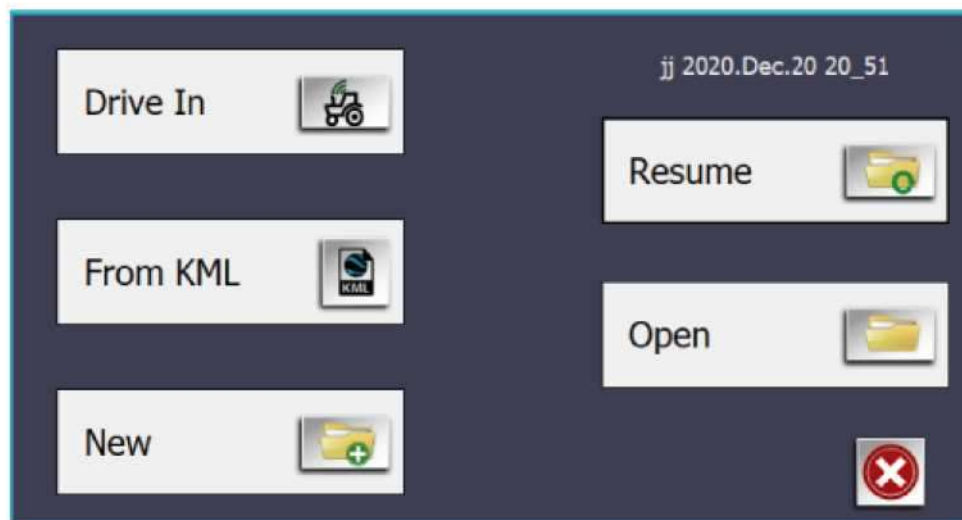 Drive In
From KML
KML
New
jj 2020.Dec.20 20_51
Resume
Open